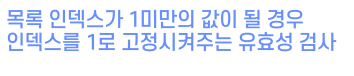 목록 인덱스가 1미만의 값이 될 경우
인덱스를 1로 고정시켜주는 유효성 검사